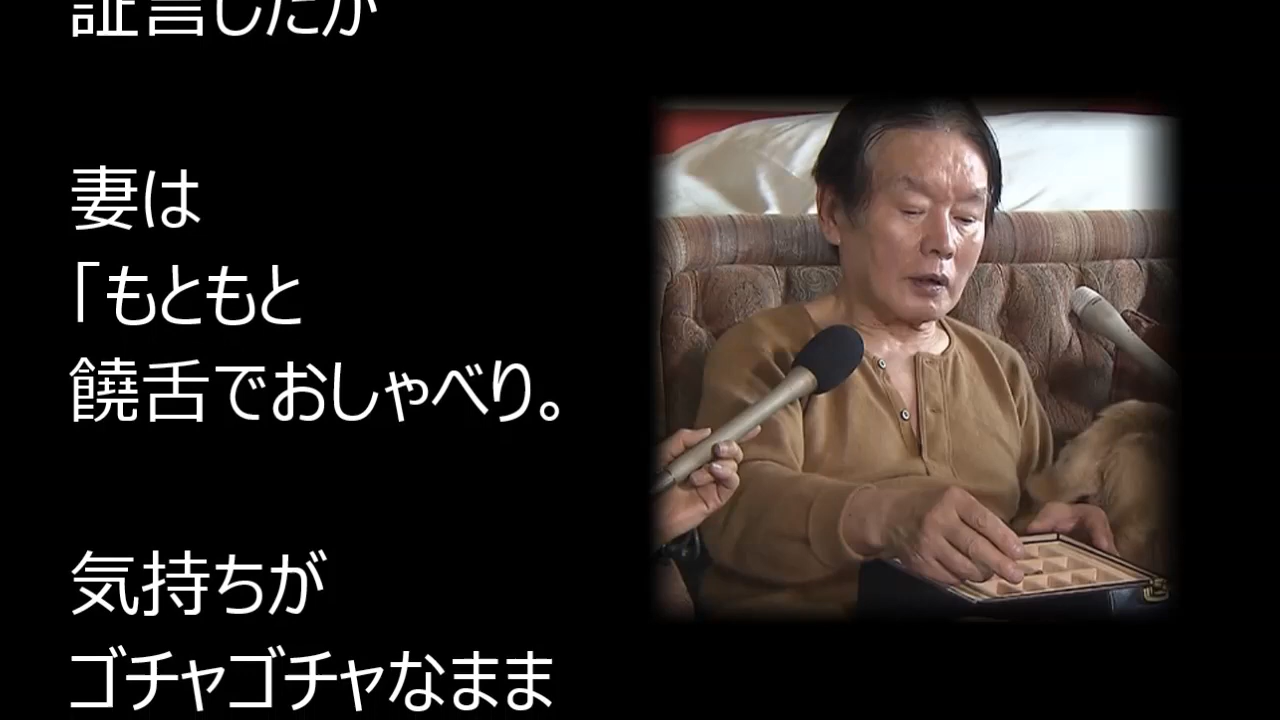 証言したか
妻は
「もともと
饒舌でおしゃべり。
気持ちが
ゴチャゴチャなまま